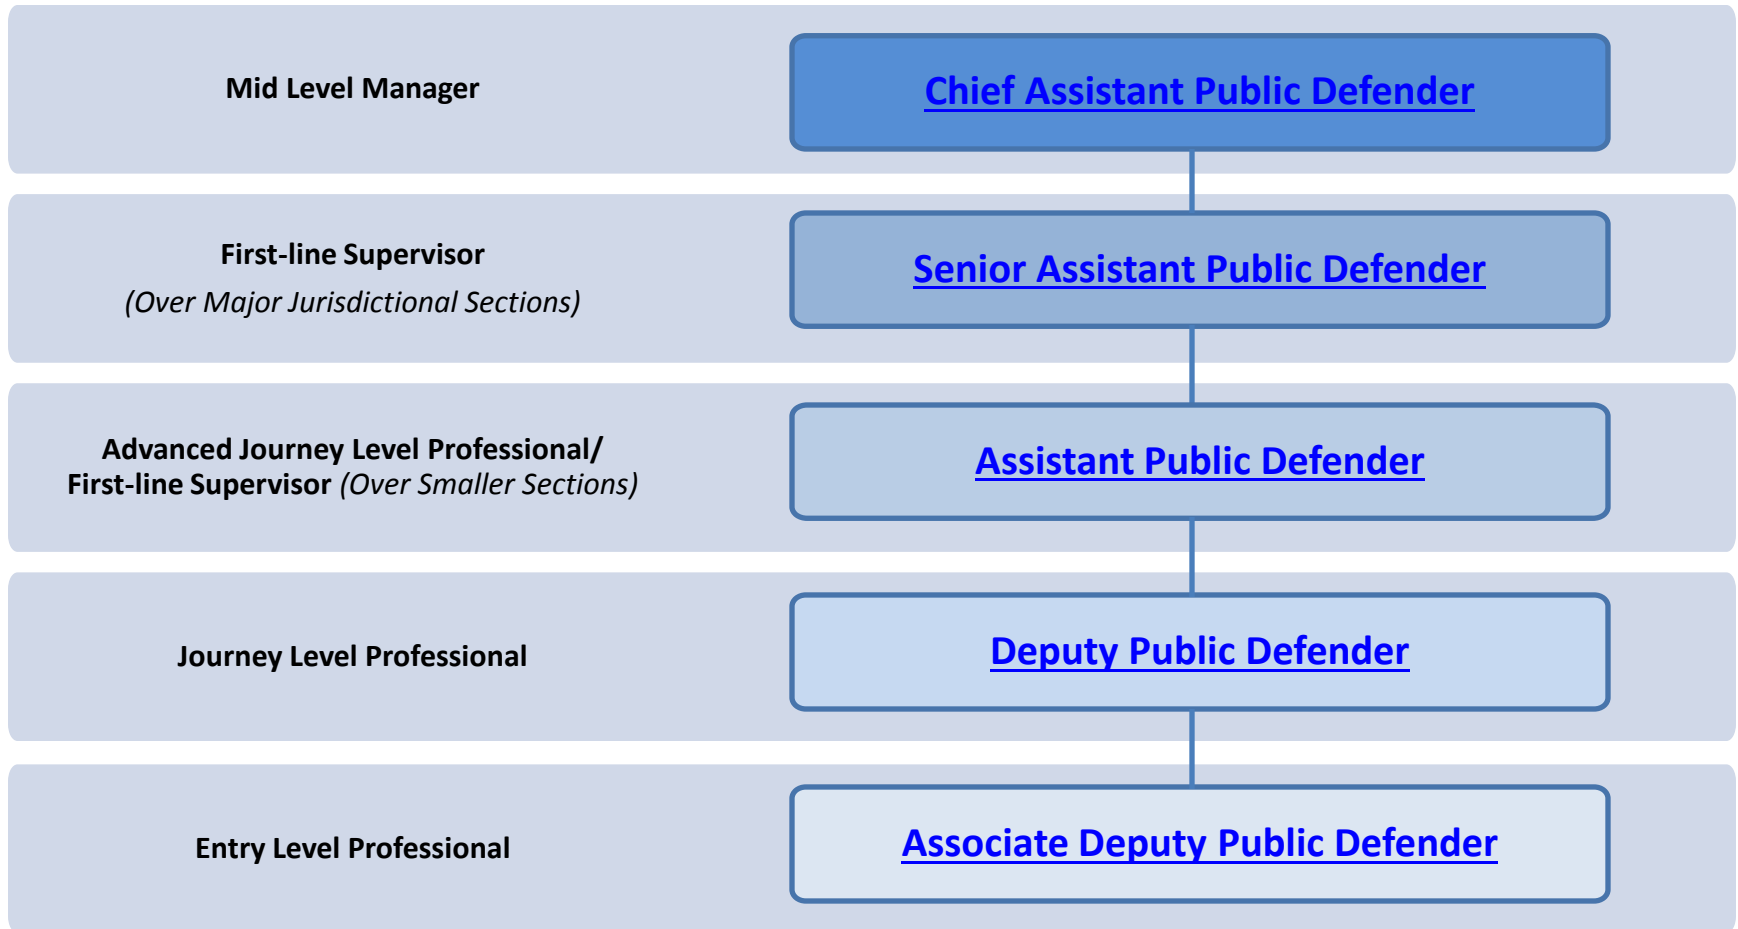 Mid Level Manager
Chief Assistant Public Defender
First-line Supervisor
(Over Major Jurisdictional Sections)
Senior Assistant Public Defender
Advanced Journey Level Professional/
First-line Supervisor (Over Smaller Sections)
Assistant Public Defender
Journey Level Professional
Deputy Public Defender
Entry Level Professional
Associate Deputy Public Defender